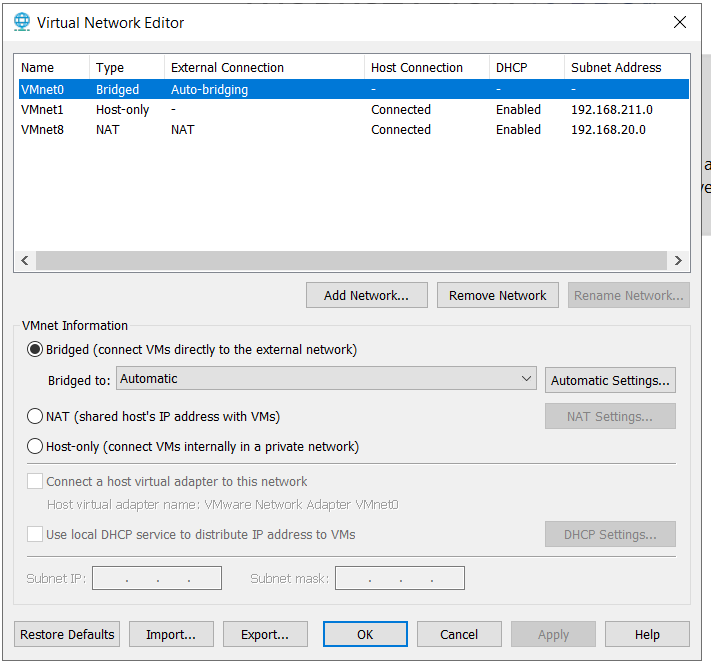 Virtual Network Editor
Name Type External Connection Host Connection DHCP Subnet Address
VMnet0 Bridged Auto-bridging - - -
VMnet1 Host-only - Connected Enabled 192.168.211.0
VMnet8 NAT NAT Connected Enabled 192.168.20.0
Add Network... Remove Network Rename Network...
VMnet Information
Bridged (connect VMs directly to the external network)
Bridged to: Automatic Automatic Settings...
NAT (shared host's IP address with VMs) NAT Settings...
Host-only (connect VMs internally in a private network)
Connect a host virtual adapter to this network
Host virtual adapter name: VMware Network Adapter VMnet0
Use local DHCP service to distribute IP address to VMs DHCP Settings...
Subnet IP: . . . Subnet mask: . . .
Restore Defaults Import... Export... OK Cancel Apply Help